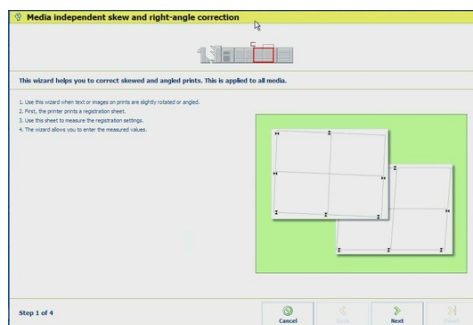 Media independent skew and right-angle correction
This wizard helps you to correct skewed and angled prints. This is applied to all media.
1. Use this wizard when text or images on prints are slightly rotated or angled.
2. First, the printer prints a registration sheet.
3. Use this sheet to measure the registration settings.
4. The wizard allows you to enter the measured values.
Step 1 of 4
Cancel
Back
Next
Finish